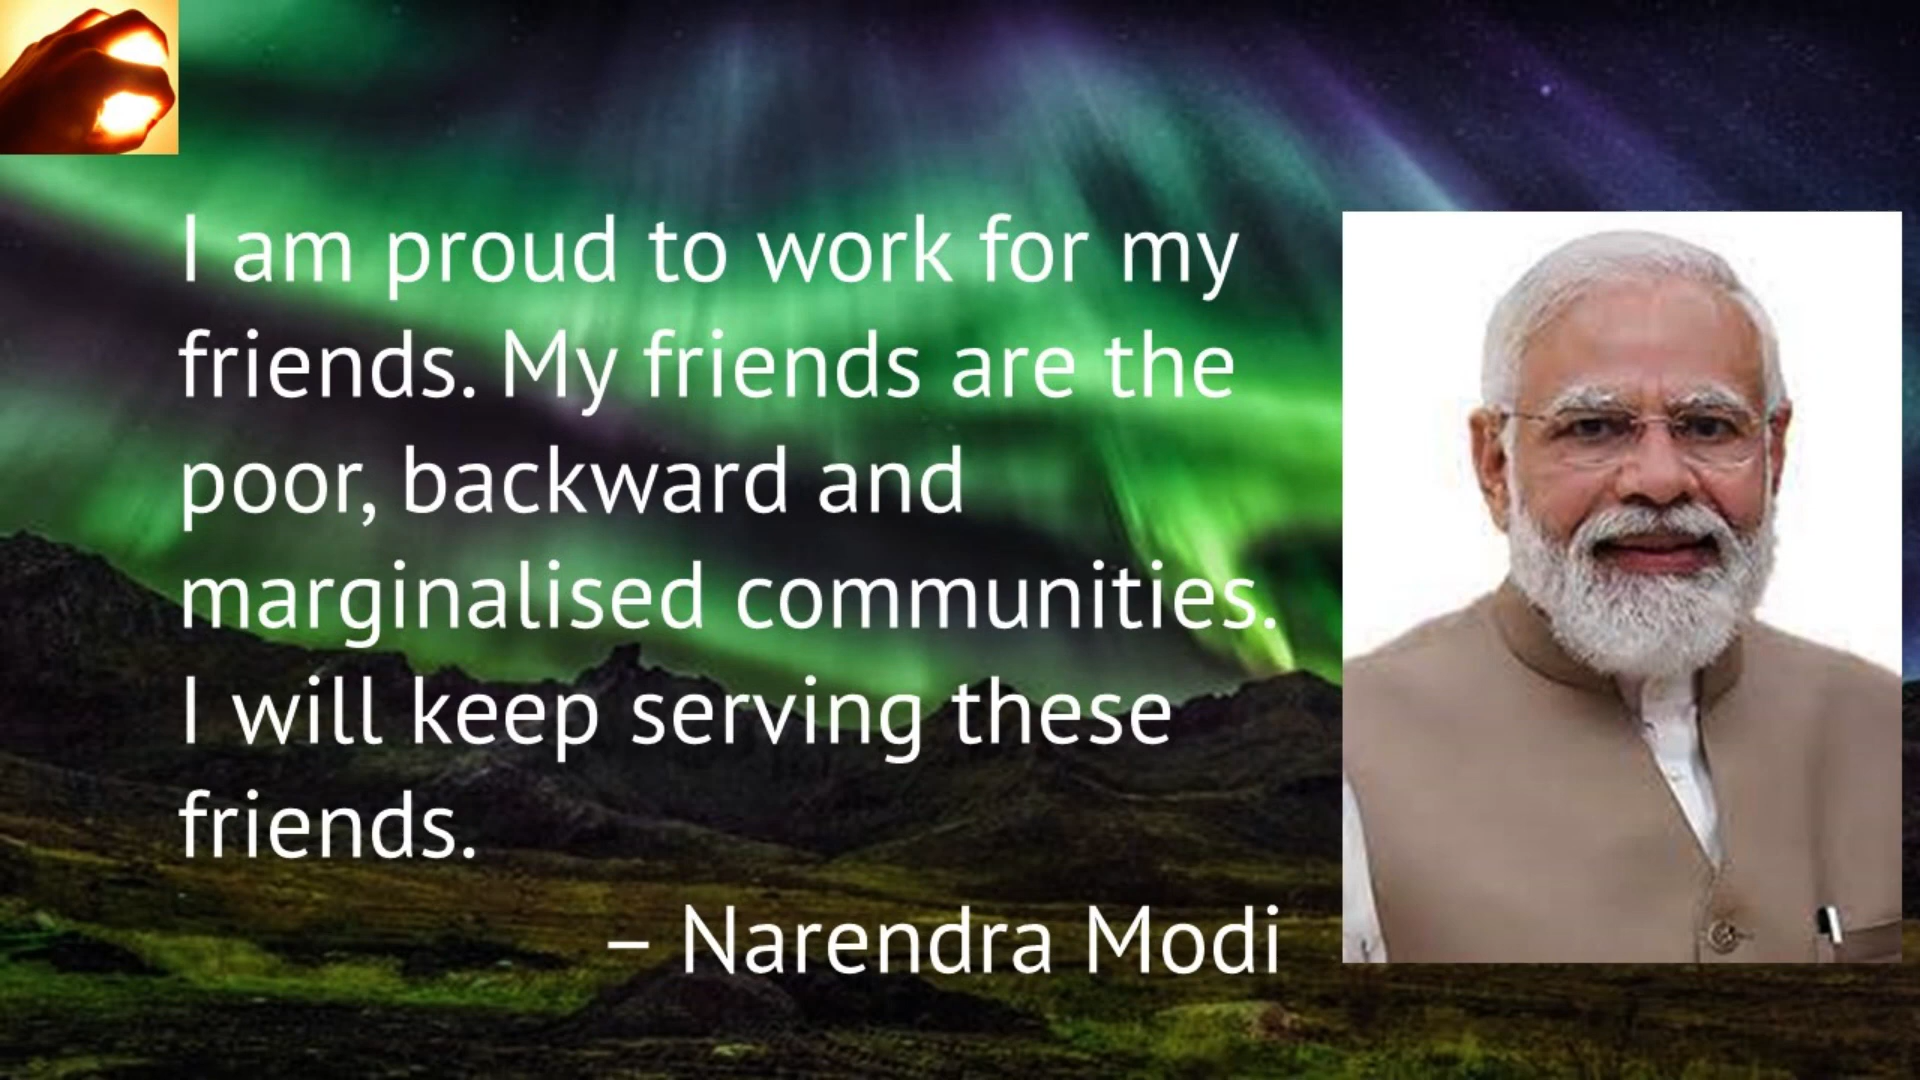 I am proud to work for my
friends. My friends are the
poor, backward and
marginalised communities.
I will keep serving these
friends.
– Narendra Modi